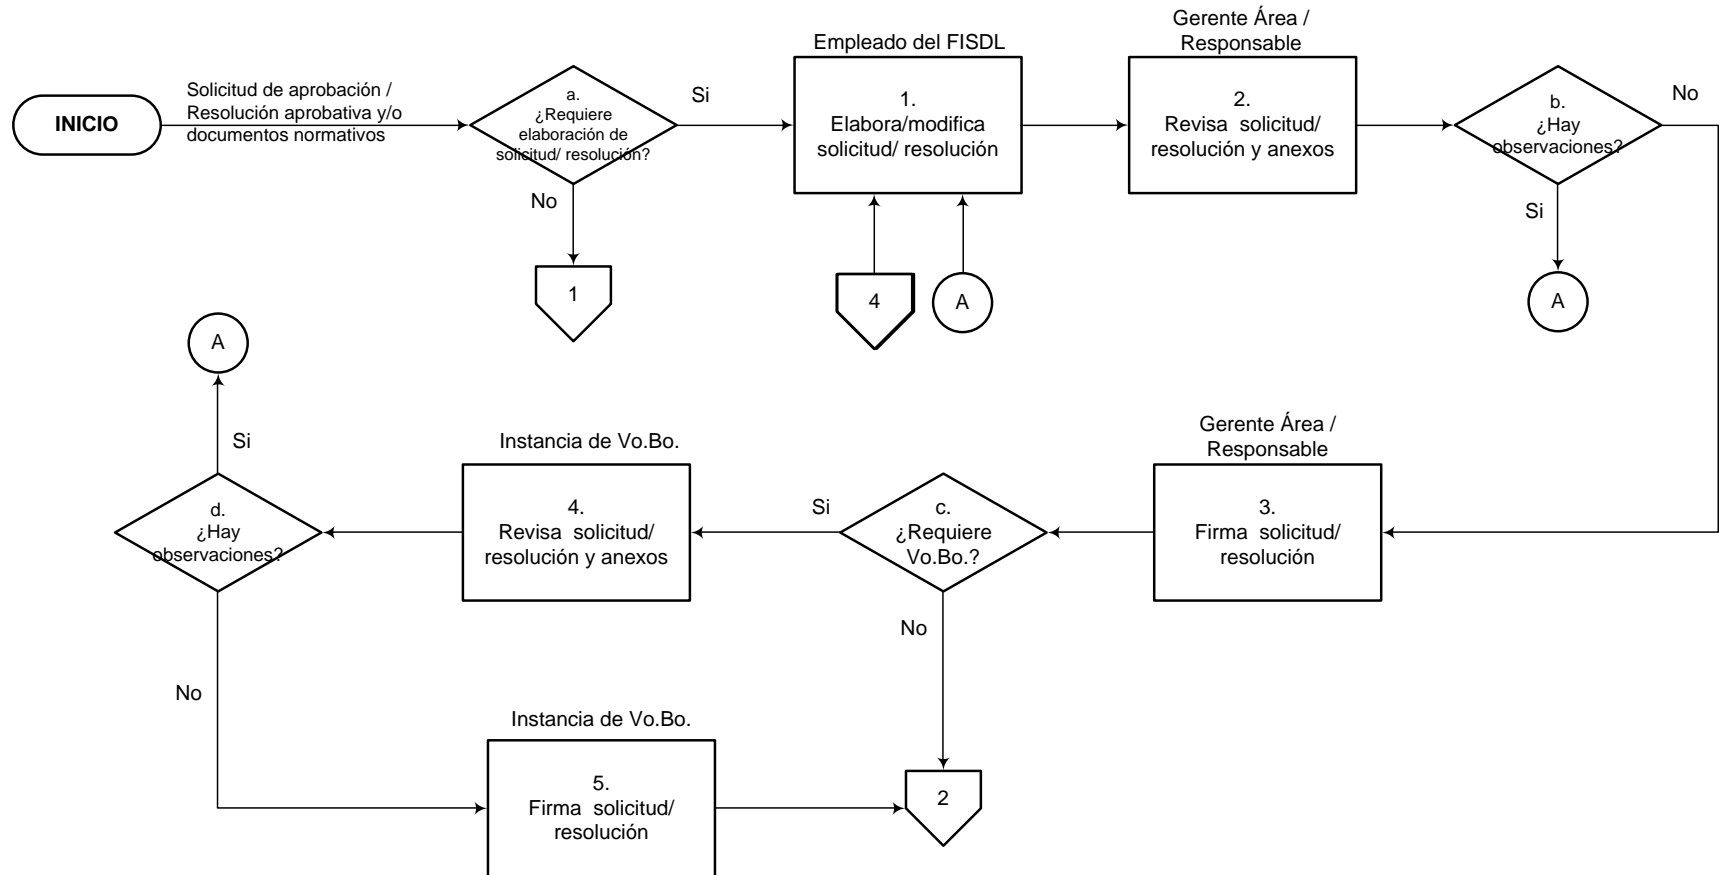 INICIO
Solicitud de aprobación /
Resolución aprobativa y/o
documentos normativos
a.
¿Requiere
elaboración de
solicitud/ resolución?
Si
No
1
Empleado del FISDL
1.
Elabora/modifica
solicitud/ resolución
4
A
Gerente Área /
Responsable
2.
Revisa solicitud/
resolución y anexos
b.
¿Hay
observaciones?
No
Si
A
Gerente Área /
Responsable
3.
Firma solicitud/
resolución
c.
¿Requiere
Vo.Bo.?
Si
No
2
Instancia de Vo.Bo.
4.
Revisa solicitud/
resolución y anexos
d.
¿Hay
observaciones?
Si
A
No
Instancia de Vo.Bo.
5.
Firma solicitud/
resolución